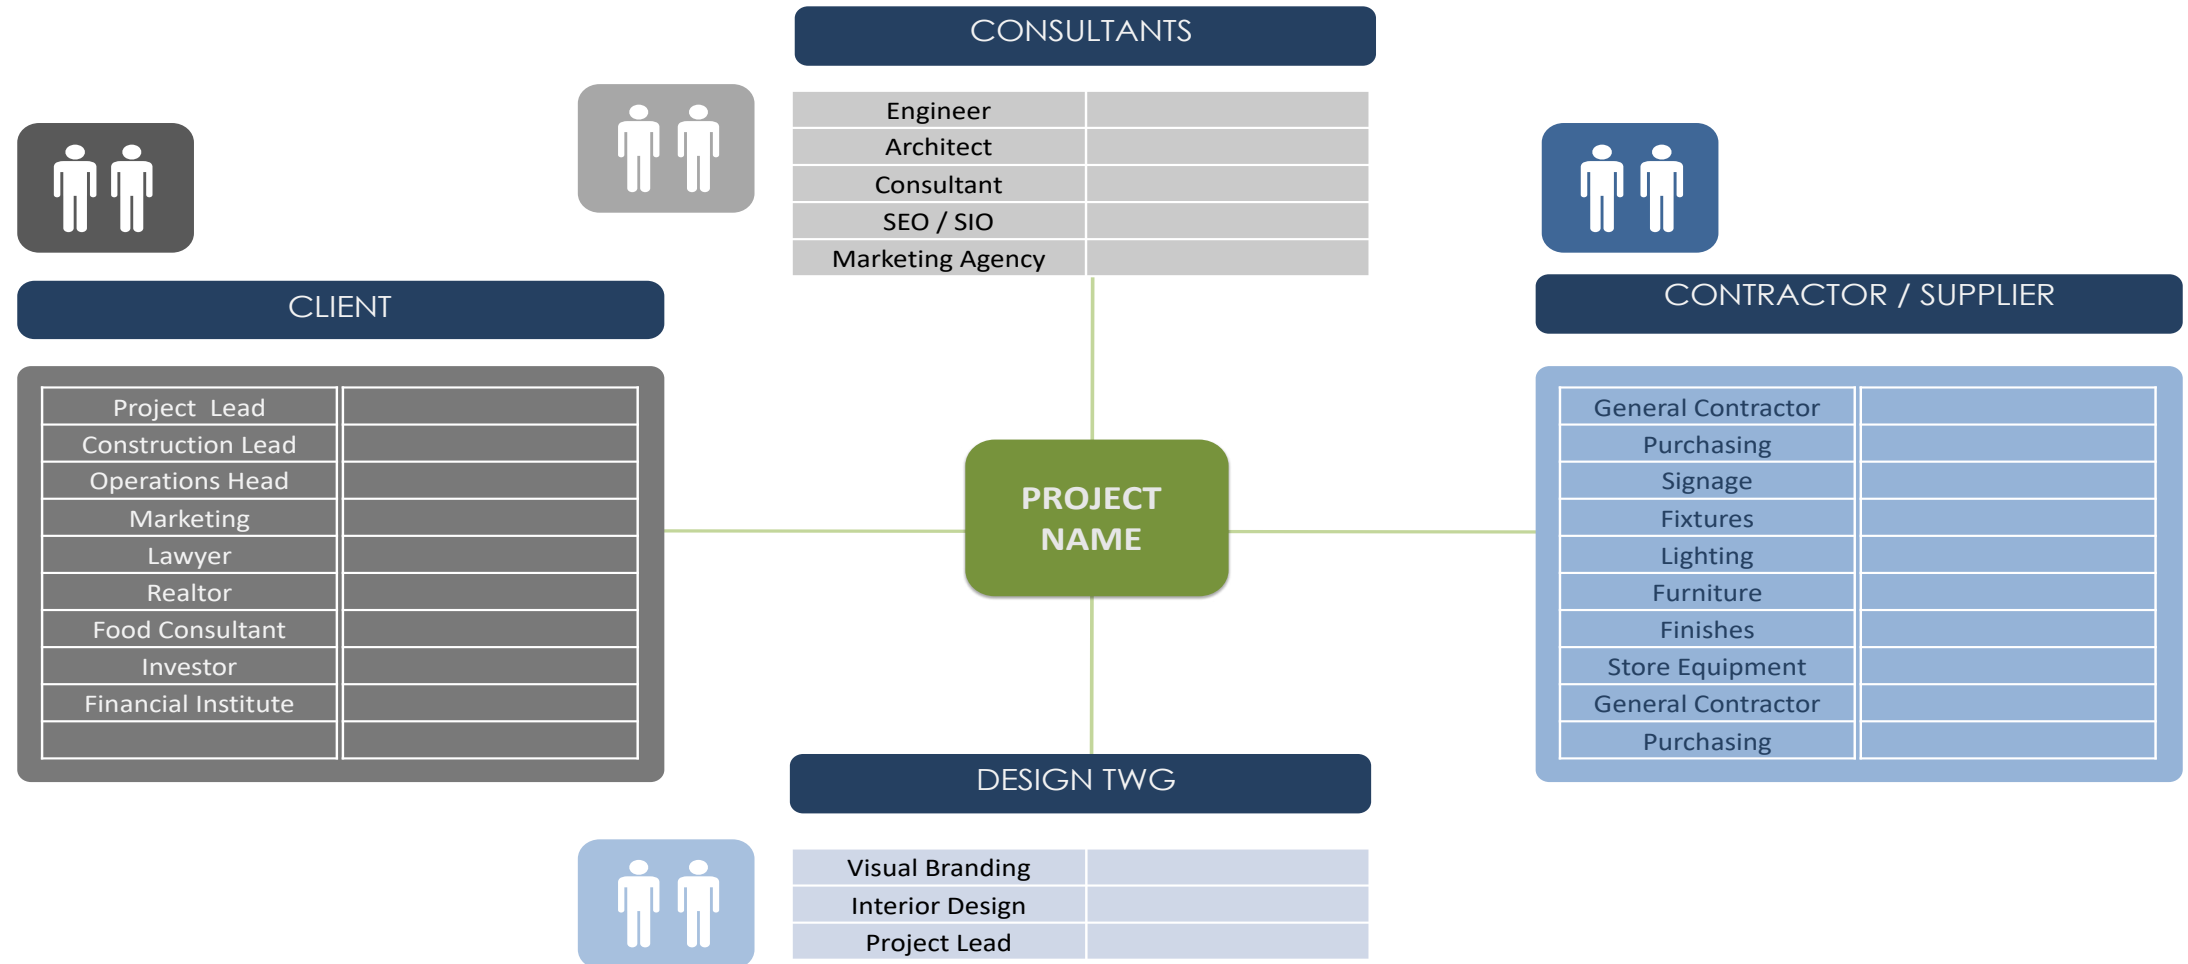 CONSULTANTS
Engineer
Architect
Consultant
SEO / SIO
Marketing Agency
CLIENT
Project  Lead
Construction Lead
Operations Head
Marketing
Lawyer
Realtor
Food Consultant
Investor
Financial Institute
PROJECT
NAME
CONTRACTOR / SUPPLIER
General Contractor
Purchasing
Signage
Fixtures
Lighting
Furniture
Finishes
Store Equipment
General Contractor
Purchasing
DESIGN TWG
Visual Branding
Interior Design
Project Lead